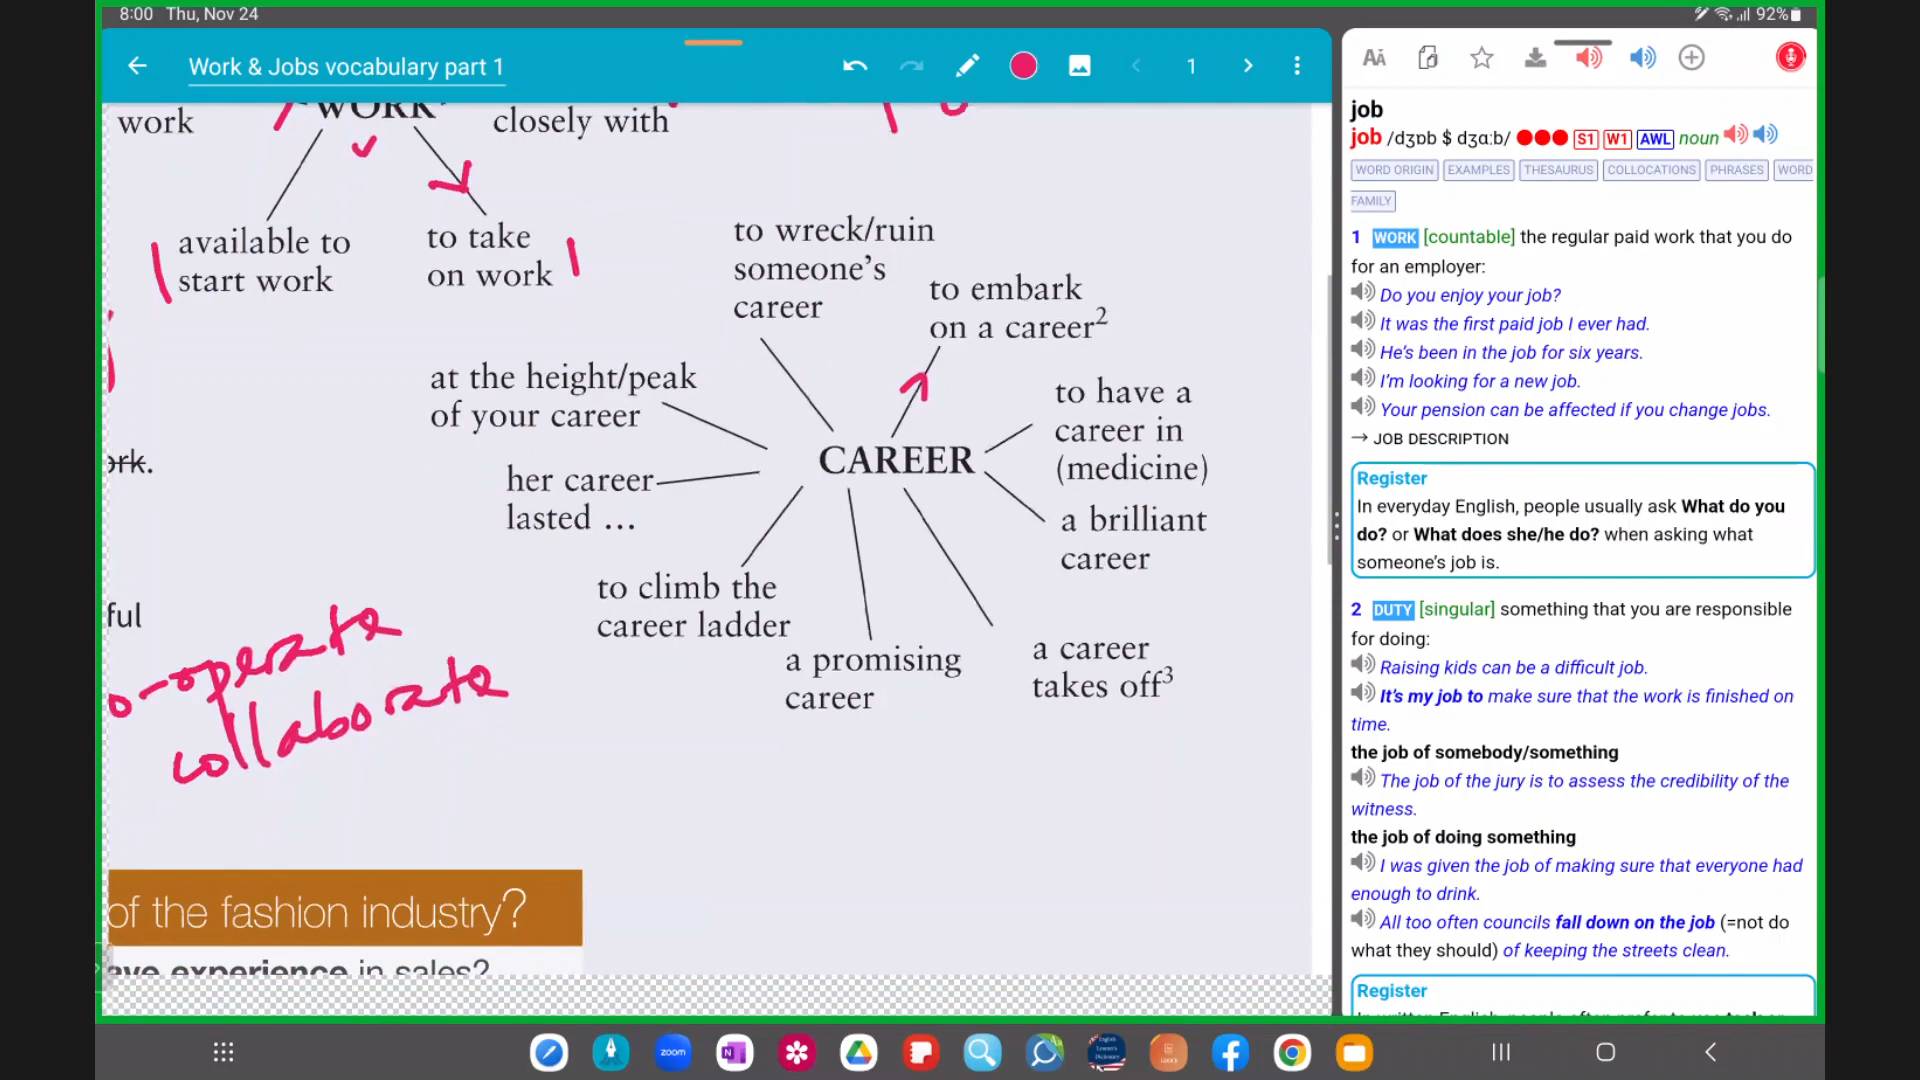 8:00 Thu, Nov 24
92%
Work & Jobs vocabulary part 1
1
work
WORK
closely with
available to
start work
to take
on work
to wreck/ruin
someone's
career
to embark
on a career2
at the height/peak
of your career
to have a
career in
(medicine)
CAREER
her career
lasted ...
a brilliant
career
to climb the
career ladder
a promising
career
a career
takes off3
ork.
ful
o-operate
collaborate
of the fashion industry?
ave experience in sales?
job
job /dʒɒb $ dʒɑːb/ S1 W1 AWL noun
WORD ORIGIN EXAMPLES THESAURUS COLLOCATIONS PHRASES WORD
FAMILY
1 WORK [countable] the regular paid work that you do
for an employer:
Do you enjoy your job?
It was the first paid job I ever had.
He's been in the job for six years.
I'm looking for a new job.
Your pension can be affected if you change jobs.
→ JOB DESCRIPTION
Register
In everyday English, people usually ask What do you
do? or What does she/he do? when asking what
someone's job is.
2 DUTY [singular] something that you are responsible
for doing:
Raising kids can be a difficult job.
It's my job to make sure that the work is finished on
time.
the job of somebody/something
The job of the jury is to assess the credibility of the
witness.
the job of doing something
I was given the job of making sure that everyone had
enough to drink.
All too often councils fall down on the job (=not do
what they should) of keeping the streets clean.
Register
zoom